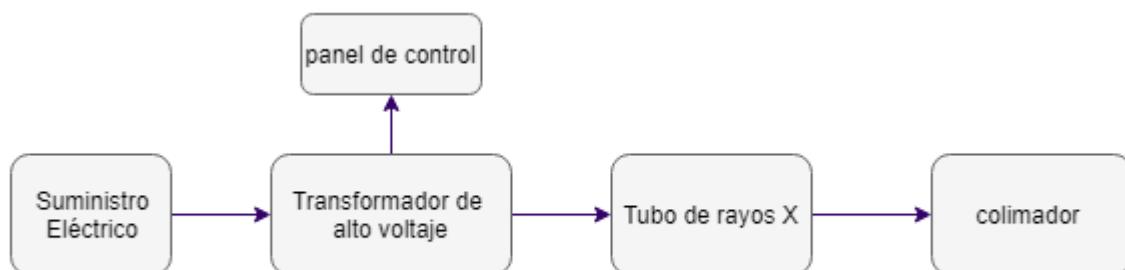 panel de control
Suministro
Eléctrico
Transformador de
alto voltaje
Tubo de rayos X
colimador